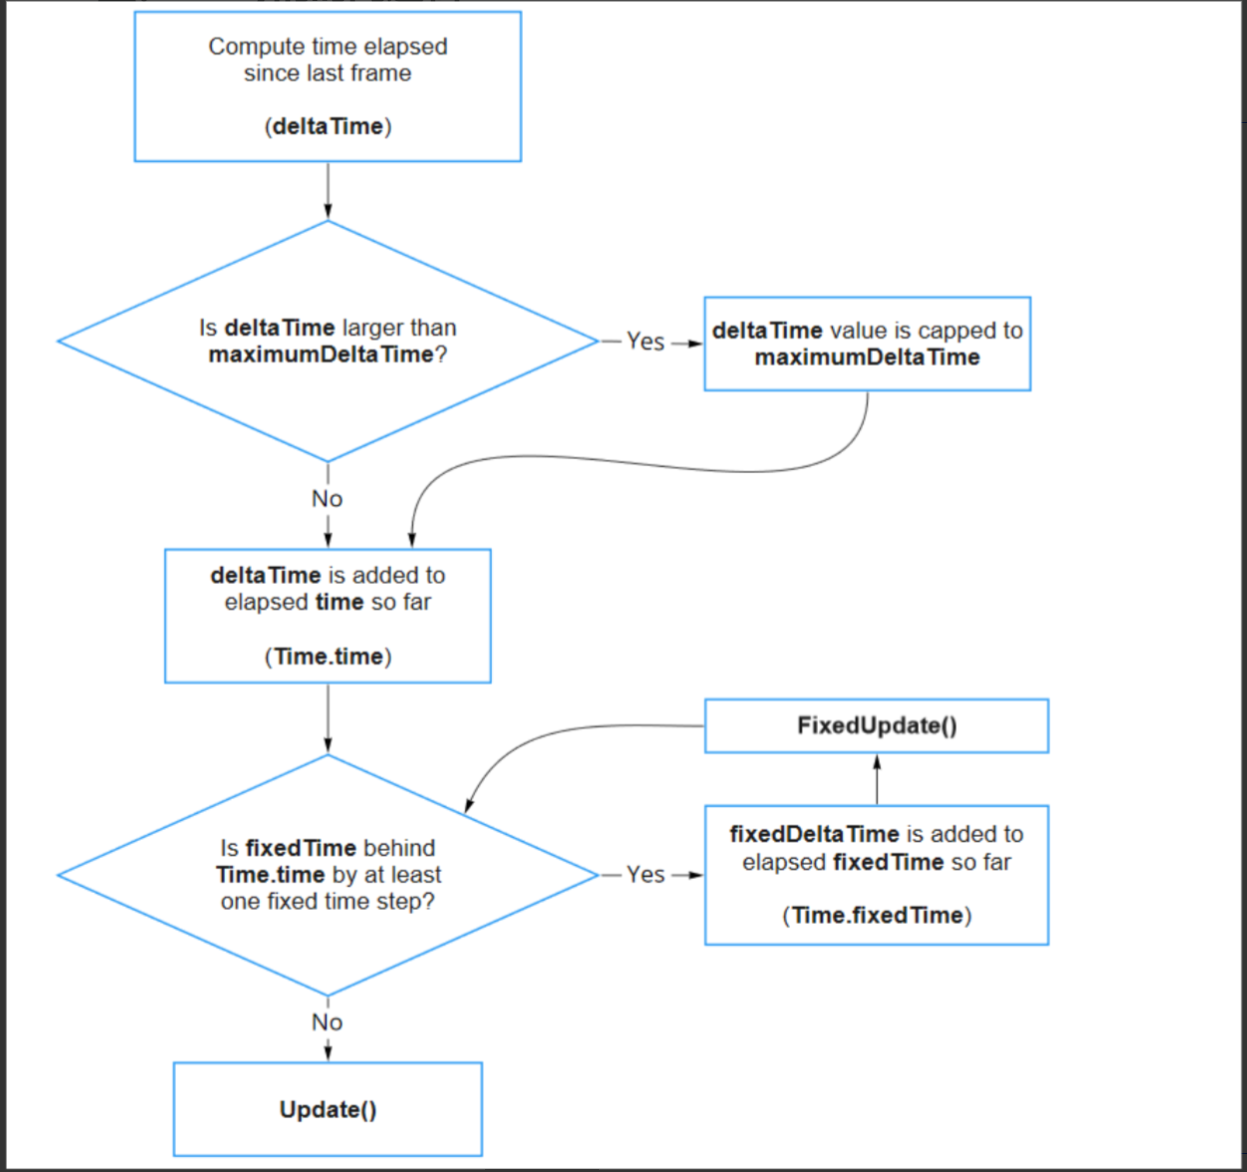 Compute time elapsed
since last frame
(deltaTime)
Is deltaTime larger than
maximumDeltaTime?
Yes
deltaTime value is capped to
maximumDeltaTime
No
deltaTime is added to
elapsed time so far
(Time.time)
FixedUpdate()
Is fixedTime behind
Time.time by at least
one fixed time step?
Yes
fixedDeltaTime is added to
elapsed fixedTime so far
(Time.fixedTime)
No
Update()